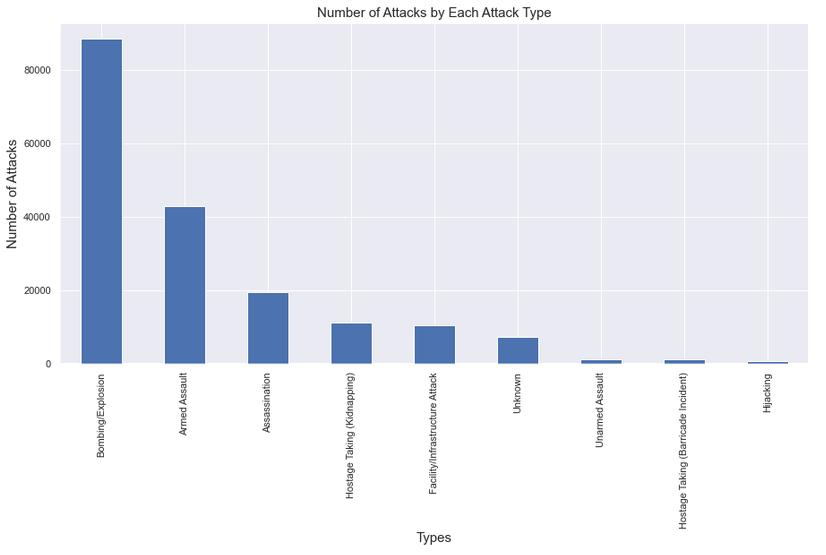 Number of Attacks by Each Attack Type
Number of Attacks
80000
60000
40000
20000
0
Bombing/Explosion
Armed Assault
Assassination
Hostage Taking (Kidnapping)
Facility/Infrastructure Attack
Unknown
Unarmed Assault
Hostage Taking (Barricade Incident)
Hijacking
Types